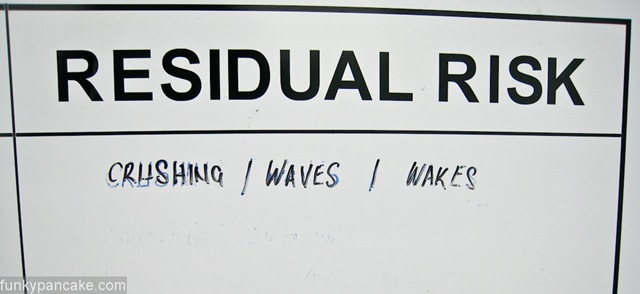 RESIDUAL RISK
CRUSHING / WAVES / WAKES
funkypancake.com